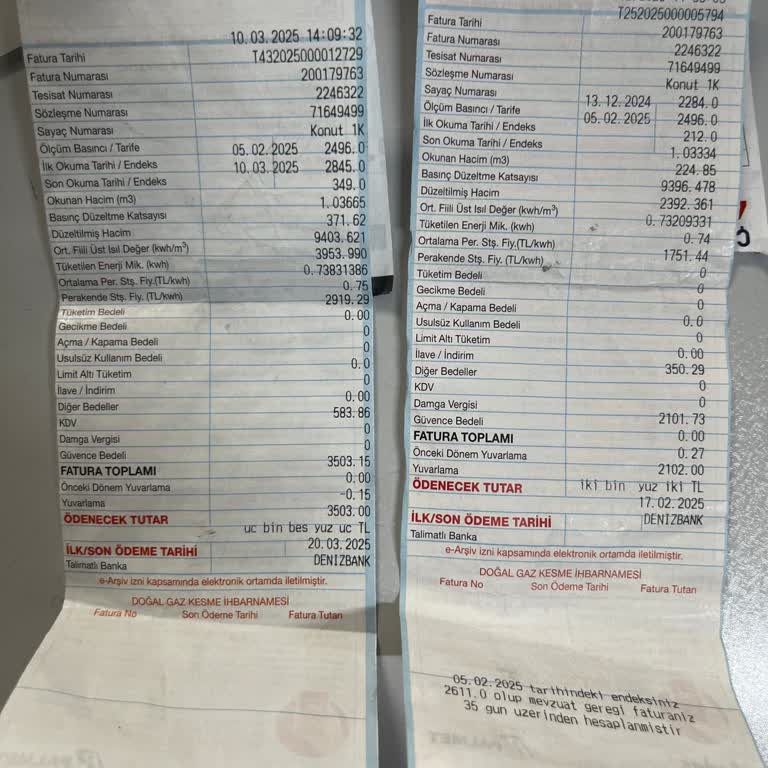 10. 03. 2025 14:09:32
Fatura Tarihi T432025000012729
Fatura Numarası 200179763
Tesisat Numarası 2246322
Sözleşme Numarası 71649499
Sayaç Numarası Konut 1K
Ölçüm Basıncı / Tarife 05. 02. 2025 2496. 0
İlk Okuma Tarihi / Endeks 10. 03. 2025 2845. 0
Son Okuma Tarihi / Endeks 349. 0
Okunan Hacim (m3) 1. 03665
Basınç Düzeltme Katsayısı 371. 62
Düzeltilmiş Hacim 9403. 621
Ort. Fiili Üst Isıl Değer (kwh/m³) 3953. 990
Tüketilen Enerji Mik. (kwh) 0. 73831386
Ortalama Per. Stş. Fiy.(TL/kwh) 0. 75
Perakende Stş. Fiy. (TL/kwh) 2919. 29
Tüketim Bedeli 0. 00
Gecikme Bedeli 0
Açma / Kapama Bedeli 0
Usulsüz Kullanım Bedeli 0. 0
Limit Altı Tüketim 0
İlave / İndirim 0. 00
Diğer Bedeller 583. 86
KDV 0
Damga Vergisi 0
Güvence Bedeli 3503. 15
FATURA TOPLAMI 0. 00
Önceki Dönem Yuvarlama -0. 15
Yuvarlama 3503. 00
ÖDENECEK TUTAR uc bin bes yuz uc TL
İLK/SON ÖDEME TARİHİ 20. 03. 2025
Talimatlı Banka DENIZBANK
e-Arşiv izni kapsamında elektronik ortamda iletilmiştir.
DOĞAL GAZ KESME İHBARNAMESİ
Fatura No Son Ödeme Tarihi Fatura Tutarı
Fatura Tarihi T252025000005794
Fatura Numarası 200179763
Tesisat Numarası 2246322
Sözleşme Numarası 71649499
Sayaç Numarası Konut 1K
Ölçüm Basıncı / Tarife 13. 12. 2024 2284. 0
İlk Okuma Tarihi / Endeks 05. 02. 2025 2496. 0
Son Okuma Tarihi / Endeks 212. 0
Okunan Hacim (m3) 1. 03334
Basınç Düzeltme Katsayısı 224. 85
Düzeltilmiş Hacim 9396. 478
Ort. Fiili Üst Isıl Değer (kwh/m³) 2392. 361
Tüketilen Enerji Mik. (kwh) 0. 73209331
Ortalama Per. Stş. Fiy.(TL/kwh) 0. 74
Perakende Stş. Fiy. (TL/kwh) 1751. 44
Tüketim Bedeli 0
Gecikme Bedeli 0
Açma / Kapama Bedeli 0
Usulsüz Kullanım Bedeli 0. 0
Limit Altı Tüketim 0
İlave / İndirim 0. 00
Diğer Bedeller 350. 29
KDV 0
Damga Vergisi 0
Güvence Bedeli 2101. 73
FATURA TOPLAMI 0. 00
Önceki Dönem Yuvarlama 0. 27
Yuvarlama 2102. 00
ÖDENECEK TUTAR iki bin yuz iki TL
17. 02. 2025
İLK/SON ÖDEME TARİHİ DENIZBANK
Talimatlı Banka
e-Arşiv izni kapsamında elektronik ortamda iletilmiştir.
DOĞAL GAZ KESME İHBARNAMESİ
Fatura No Son Ödeme Tarihi Fatura Tutarı
05. 02. 2025 tarihindeki endeksiniz
2611. 0 olup mevzuat geregi faturaniz
35 gun uzerinden hesaplanmistir